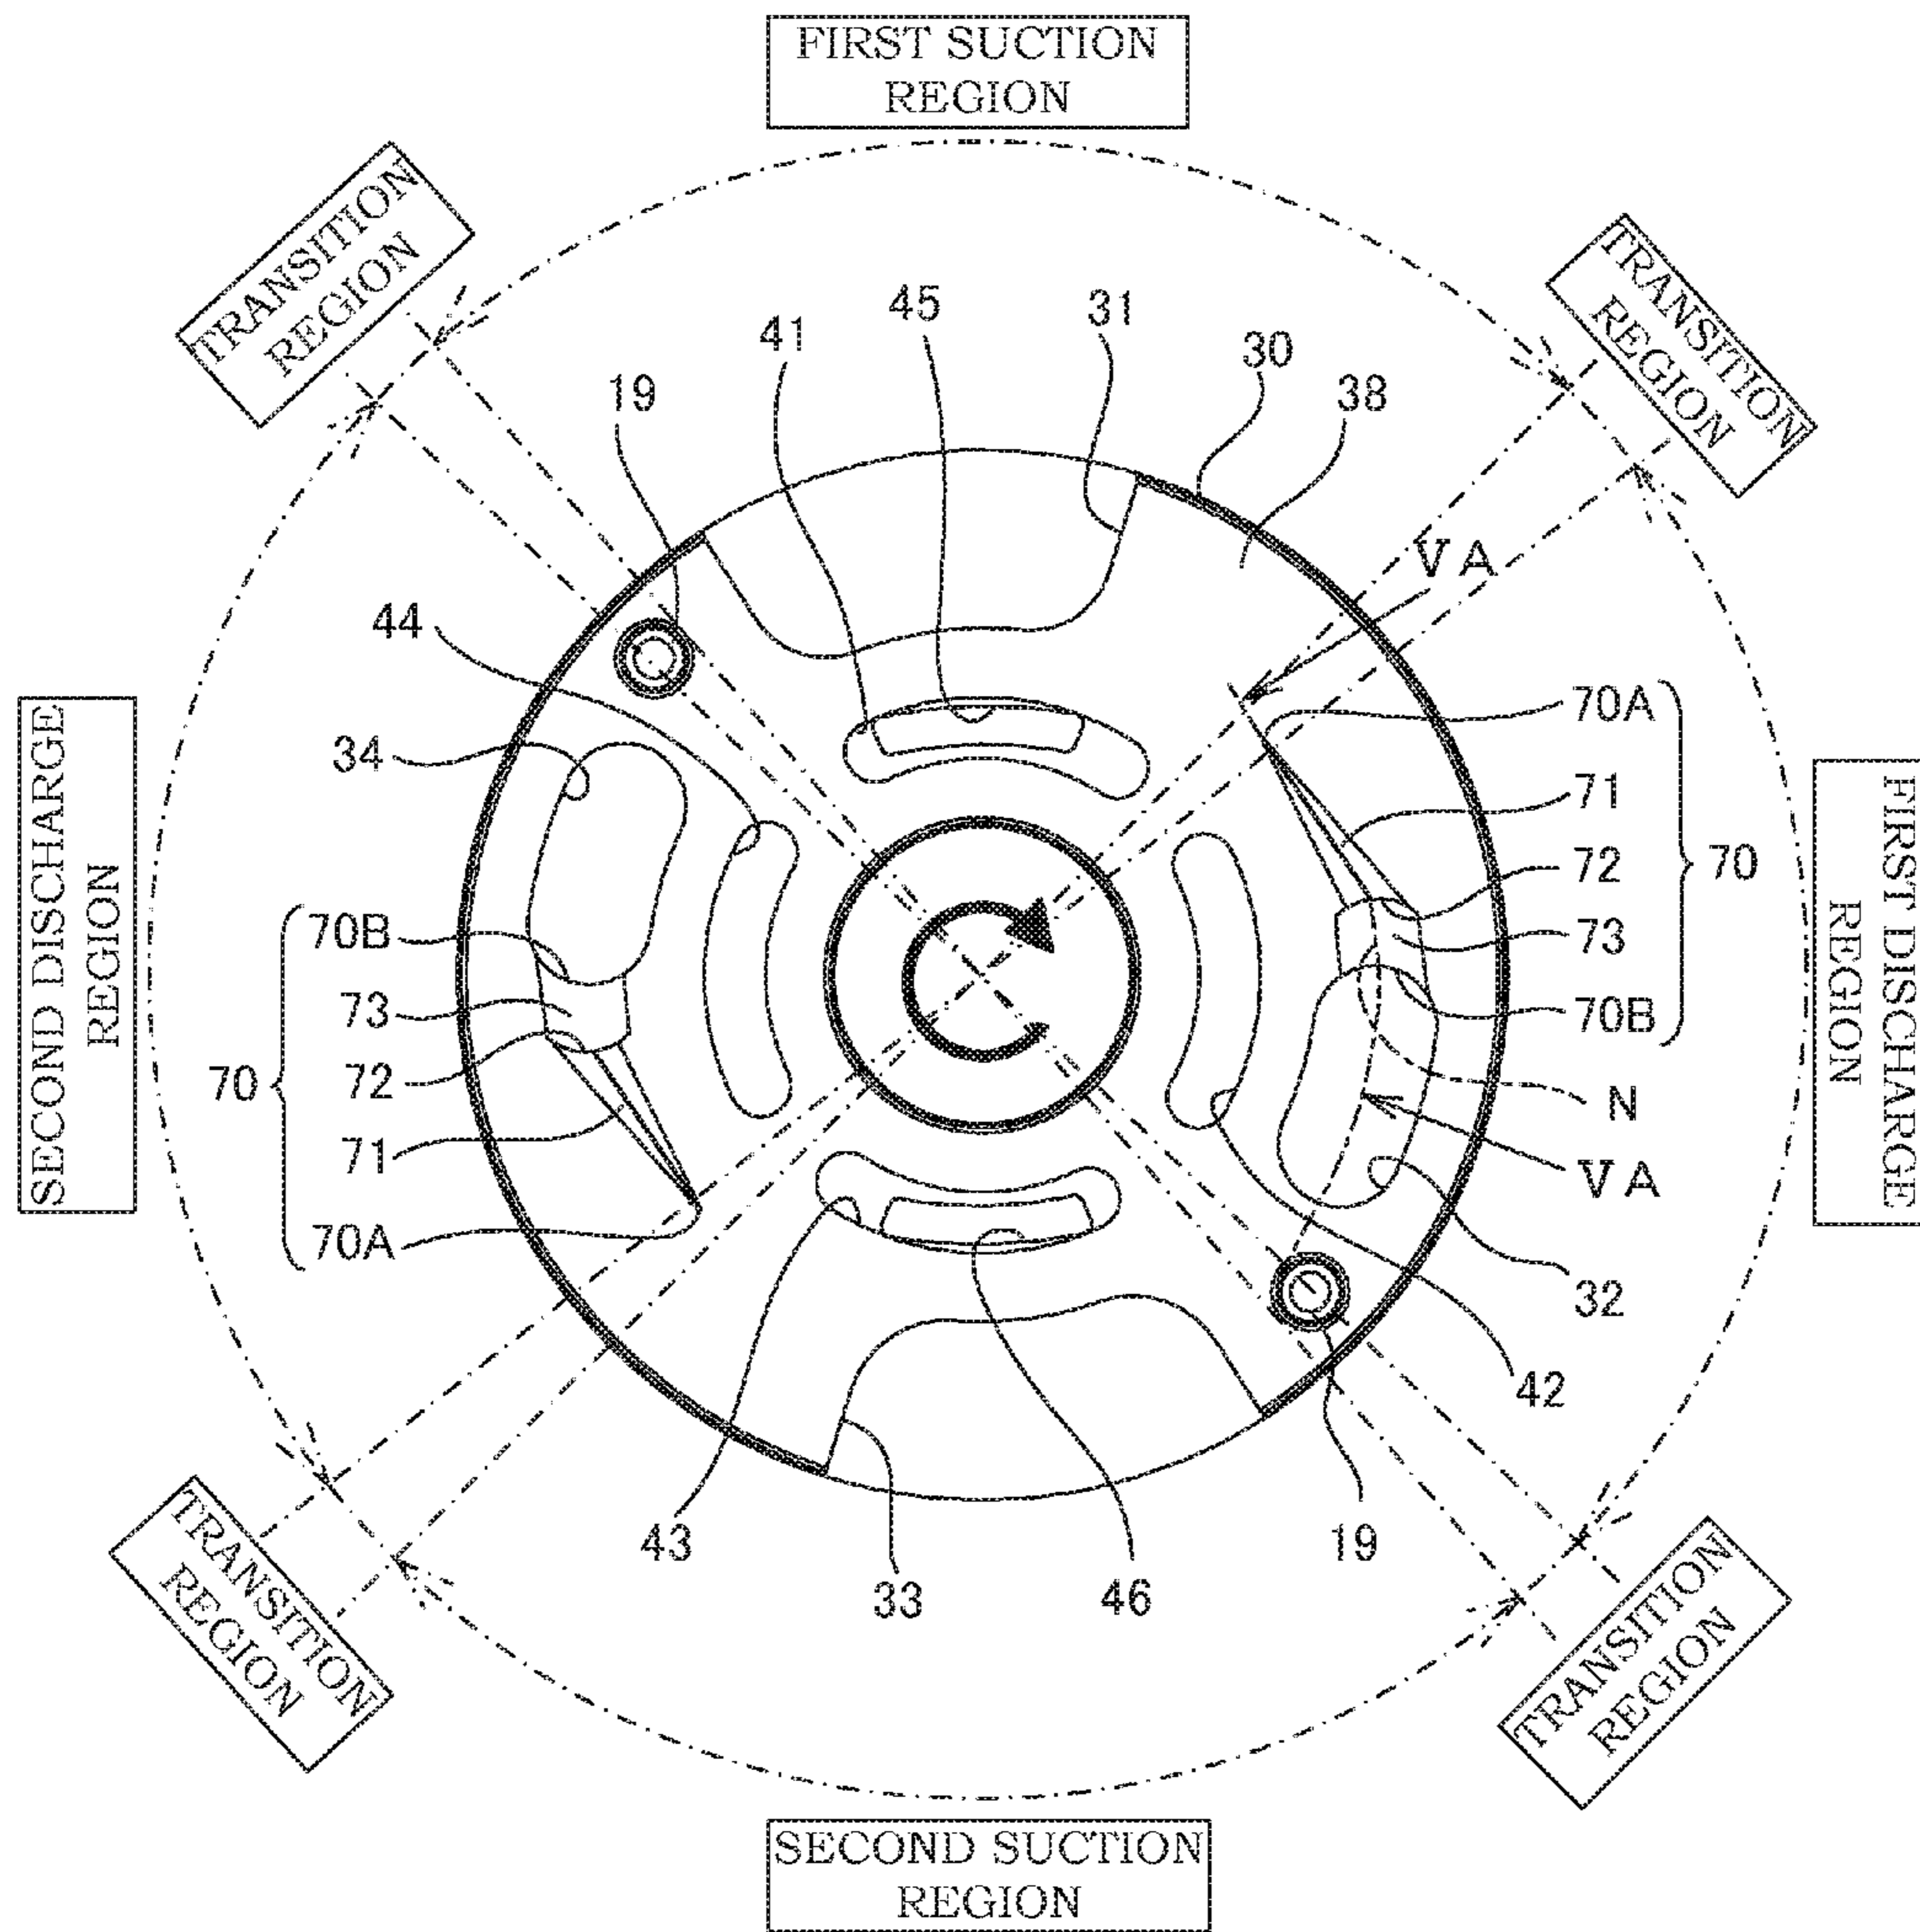 FIRST SUCTION
REGION
TRANSITION
REGION
TRANSITION
REGION
45
31
30
41
38
19
VA
44
70A
34
71
72
70
70B
73
73
70B
70
72
N
71
VA
70A
32
42
43
33
46
19
SECOND DISCHARGE
REGION
FIRST DISCHARGE
REGION
TRANSITION
REGION
TRANSITION
REGION
SECOND SUCTION
REGION